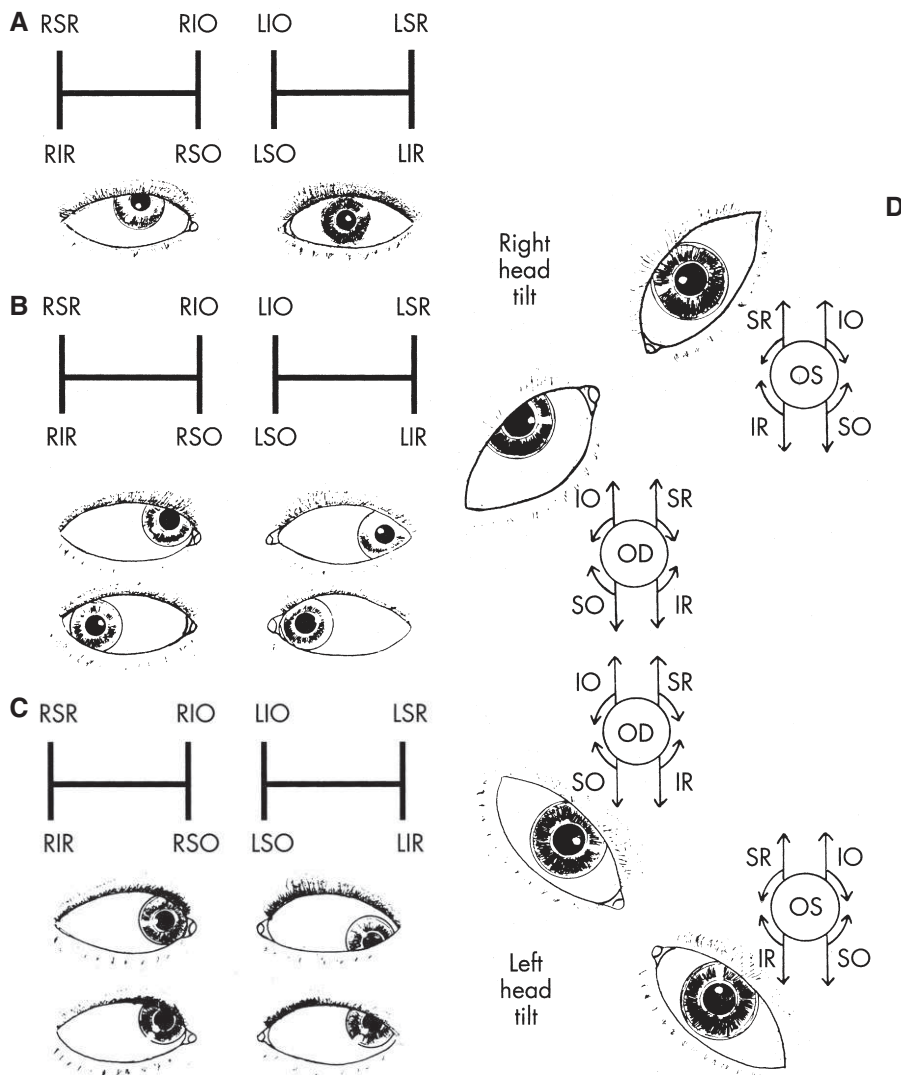 A
RSR RIO LIO LSR
RIR RSO LSO LIR
B
RSR RIO LIO LSR
RIR RSO LSO LIR
C
RSR RIO LIO LSR
RIR RSO LSO LIR
D
Right
head
tilt
SR IO
OS
IR SO
IO SR
OD
SO IR
IO SR
OD
SO IR
Left
head
tilt
SR IO
OS
IR SO